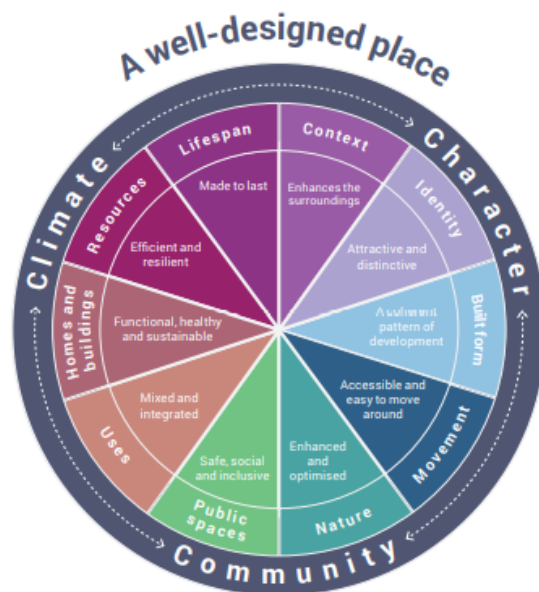 A well-designed place
Climate
Character
Community
Context
Enhances the
surroundings
Identity
Attractive and
distinctive
Built form
pattern of
development
Movement
Accessible and
easy to move
around
Nature
Enhanced
and
optimised
Public
spaces
Safe, social
and inclusive
Uses
Mixed and
integrated
Homes and
buildings
Functional, healthy
and sustainable
Resources
Efficient and
resilient
Lifespan
Made to last